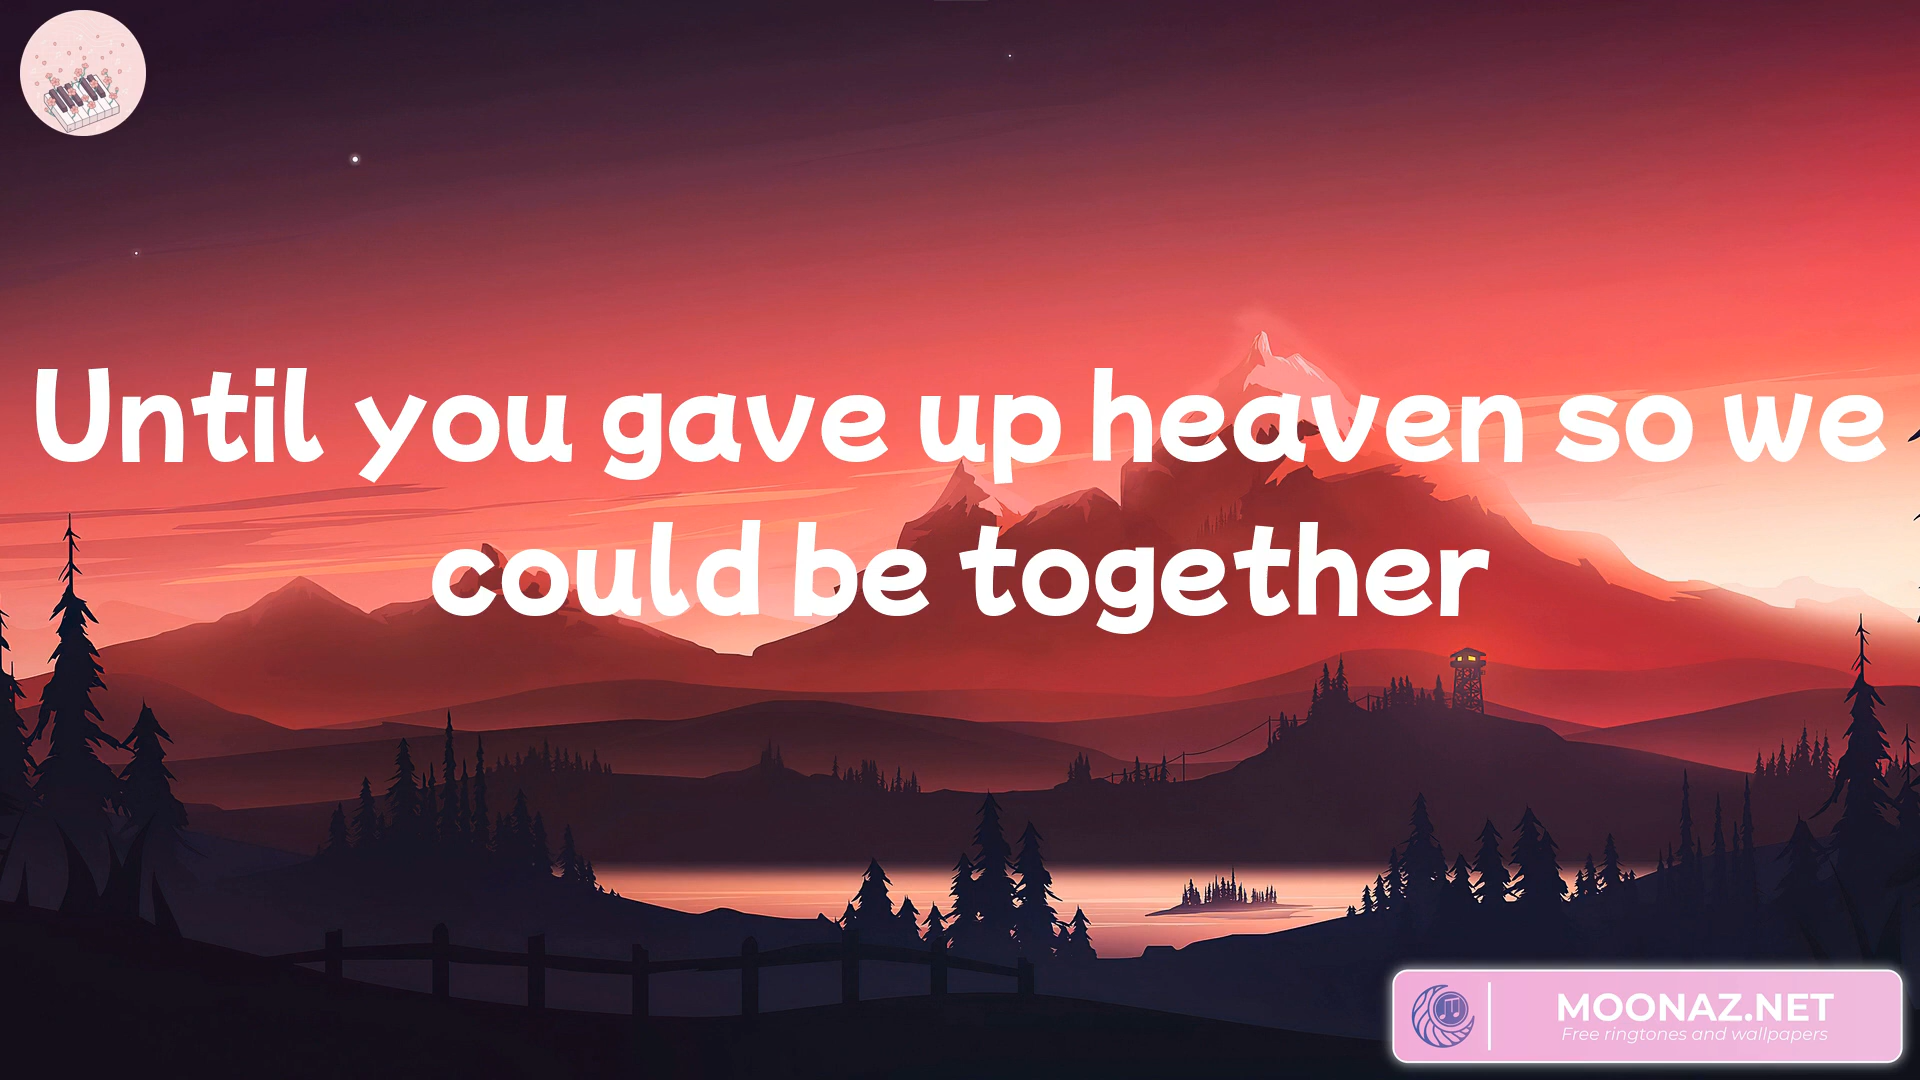 Until you gave up heaven so we
could be together
MOONAZ.NET
Free ringtones and wallpapers